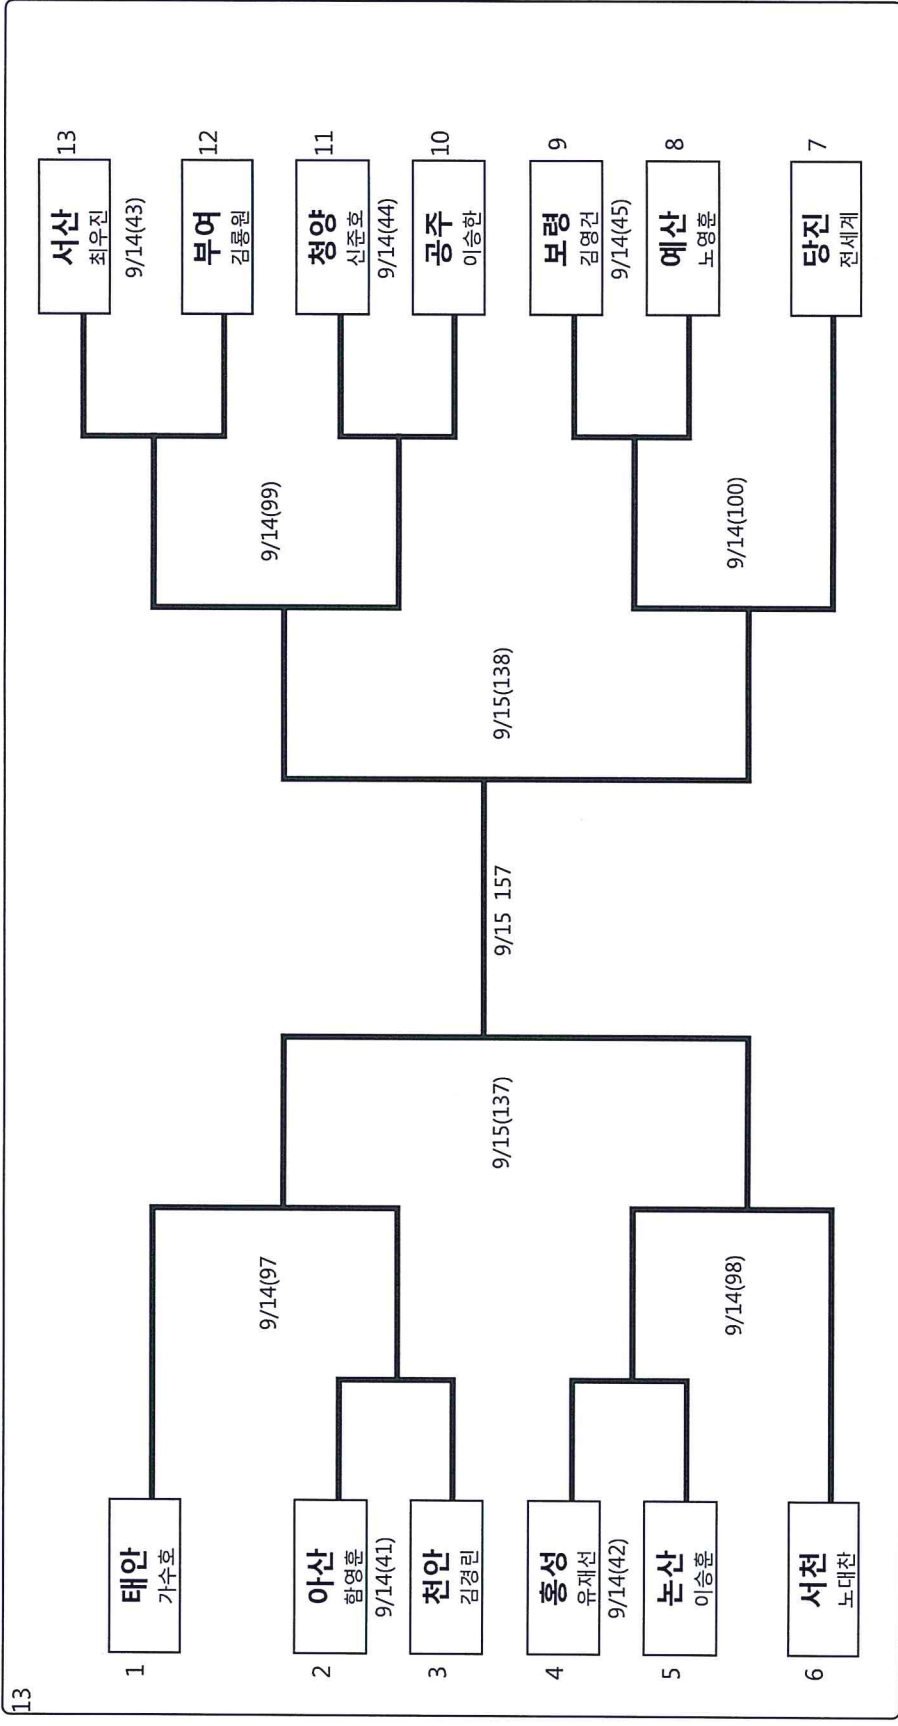 13
1
태안
가수호
2
아산
함영훈
9/14(41)
3
천안
김경린
4
홍성
유재선
9/14(42)
5
논산
이승훈
6
서천
노대찬
9/14(97
9/14(98)
9/15(137)
9/15 157
9/15(138)
9/14(99)
9/14(100)
서산
최우진
13
9/14(43)
부여
김룡원
12
청양
신준호
11
9/14(44)
공주
이승한
10
보령
김영건
9
9/14(45)
예산
노영훈
8
당진
전세계
7